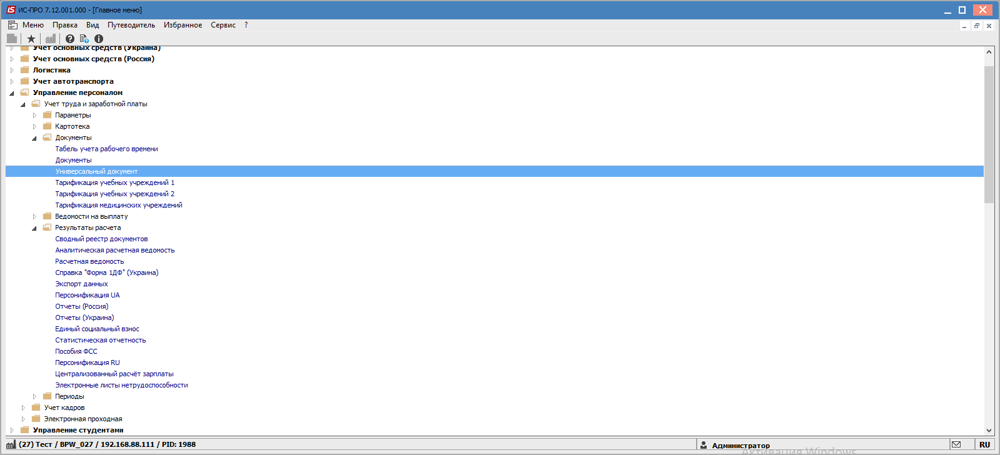 ИС-ПРО 7.12.001.000 - [Главное меню]
Меню Правка Вид Путеводитель Избранное Сервис ?
Учет основных средств (Украина)
Учет основных средств (Россия)
Логистика
Учет автотранспорта
Управление персоналом
Учет труда и заработной платы
Параметры
Картотека
Документы
Табель учета рабочего времени
Документы
Универсальный документ
Тарификация учебных учреждений 1
Тарификация учебных учреждений 2
Тарификация медицинских учреждений
Ведомости на выплату
Результаты расчета
Сводный реестр документов
Аналитическая расчетная ведомость
Расчетная ведомость
Справка "Форма 1ДФ" (Украина)
Экспорт данных
Персонификация UA
Отчеты (Россия)
Отчеты (Украина)
Единый социальный взнос
Статистическая отчетность
Пособия ФСС
Персонификация RU
Централизованный расчёт зарплаты
Электронные листы нетрудоспособности
Периоды
Учет кадров
Электронная проходная
Управление студентами
(27) Тест / BPW_027 / 192.168.88.111 / PID: 1988 Администратор RU
Активация Windows